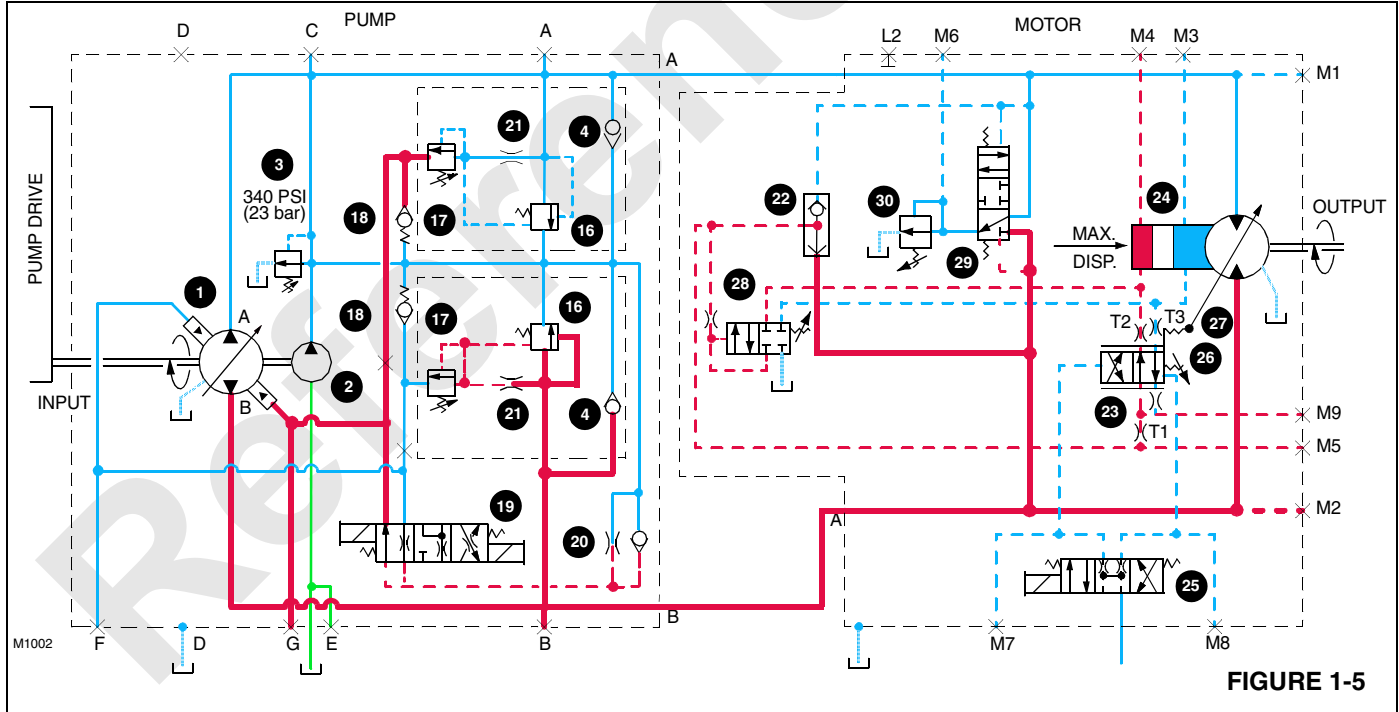 PUMP
MOTOR
D
C
A
L2
M6
M4
M3
A
M1
PUMP DRIVE
3
340 PSI
(23 bar)
21
4
18
17
16
22
30
29
24
MAX.
DISP.
OUTPUT
1
A
B
2
INPUT
18
17
16
21
4
28
T2
T3
27
26
23
T1
M9
M5
19
20
A
M2
25
B
M1002
F
D
G
E
B
M7
M8
FIGURE 1-5
Reference